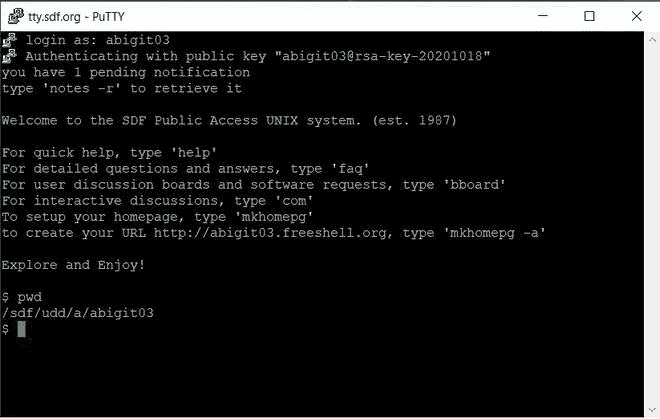 tty.sdf.org - PuTTY
login as: abigit03
Authenticating with public key "abigit03@rsa-key-20201018"
you have 1 pending notification
type 'notes -r' to retrieve it
Welcome to the SDF Public Access UNIX system. (est. 1987)
For quick help, type 'help'
For detailed questions and answers, type 'faq'
For user discussion boards and software requests, type 'bboard'
For interactive discussions, type 'com'
To setup your homepage, type 'mkhomepg'
to create your URL http://abigit03.freeshell.org, type 'mkhomepg -a'
Explore and Enjoy!
$ pwd
/sdf/udd/a/abigit03
$